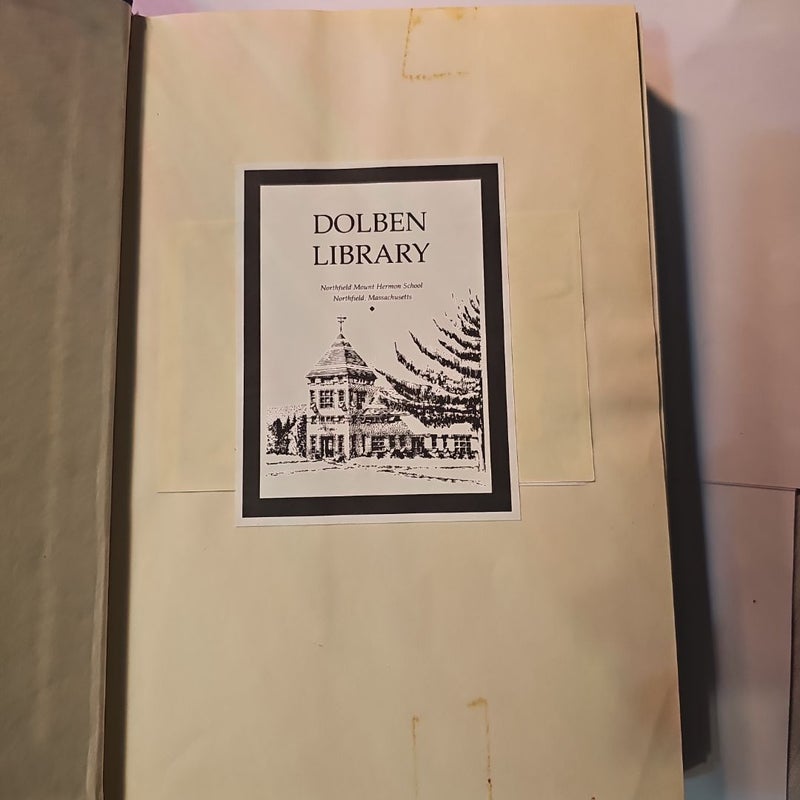 DOLBEN
LIBRARY
Northfield Mount Hermon School
Northfield, Massachusetts